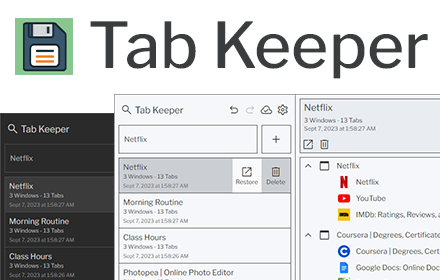 Tab Keeper
Tab Keeper
Netflix
Netflix
3 Windows - 13 Tabs
Sept 7, 2023 at 1:58:27 AM
Morning Routine
3 Windows - 13 Tabs
Sept 7, 2023 at 1:58:27 AM
Class Hours
3 Windows - 13 Tabs
Sept 7, 2023 at 1:58:26 AM
Tab Keeper
Netflix
Netflix
3 Windows - 13 Tabs
Sept 7, 2023 at 1:58:27 AM
Restore
Delete
Morning Routine
3 Windows - 13 Tabs
Sept 7, 2023 at 1:58:27 AM
Class Hours
3 Windows - 13 Tabs
Sept 7, 2023 at 1:58:27 AM
Photopea | Online Photo Editor
Netflix
3 Windows - 13 Tabs
Sept 7, 2023 at 1:58:27 AM
Netflix
Netflix
YouTube
IMDb: Ratings, Reviews, a
Coursera | Degrees, Certificate
Coursera | Degrees, Cert
Google Docs: Online Do